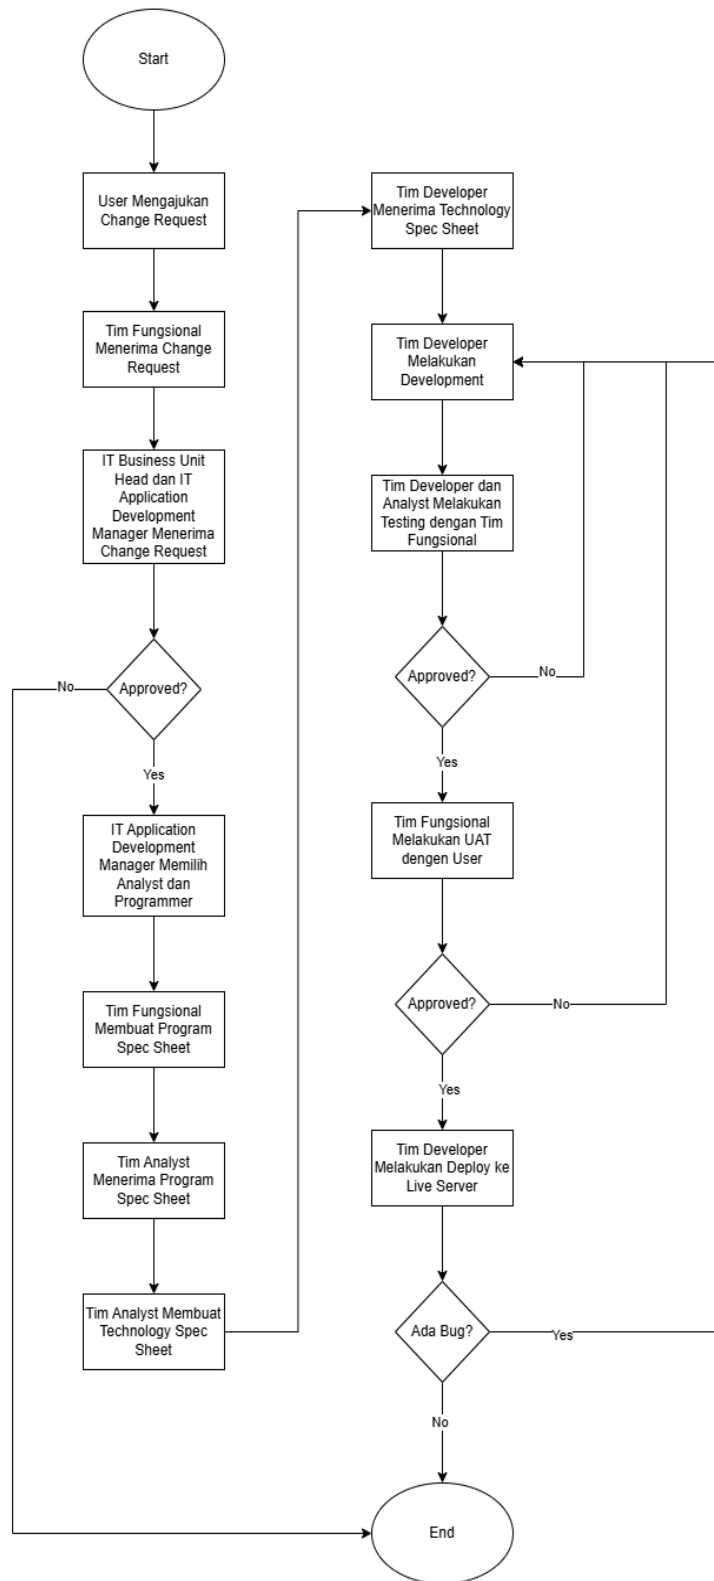 Start
User Mengajukan
Change Request
Tim Fungsional
Menerima Change
Request
IT Business Unit
Head dan IT
Application
Development
Manager Menerima
Change Request
Approved?
No
Yes
IT Application
Development
Manager Memilih
Analyst dan
Programmer
Tim Fungsional
Membuat Program
Spec Sheet
Tim Analyst
Menerima Program
Spec Sheet
Tim Analyst Membuat
Technology Spec
Sheet
Tim Developer
Menerima Technology
Spec Sheet
Tim Developer
Melakukan
Development
Tim Developer dan
Analyst Melakukan
Testing dengan Tim
Fungsional
Approved?
No
Yes
Tim Fungsional
Melakukan UAT
dengen User
Approved?
No
Yes
Tim Developer
Melakukan Deploy ke
Live Server
Ada Bug?
Yes
No
End